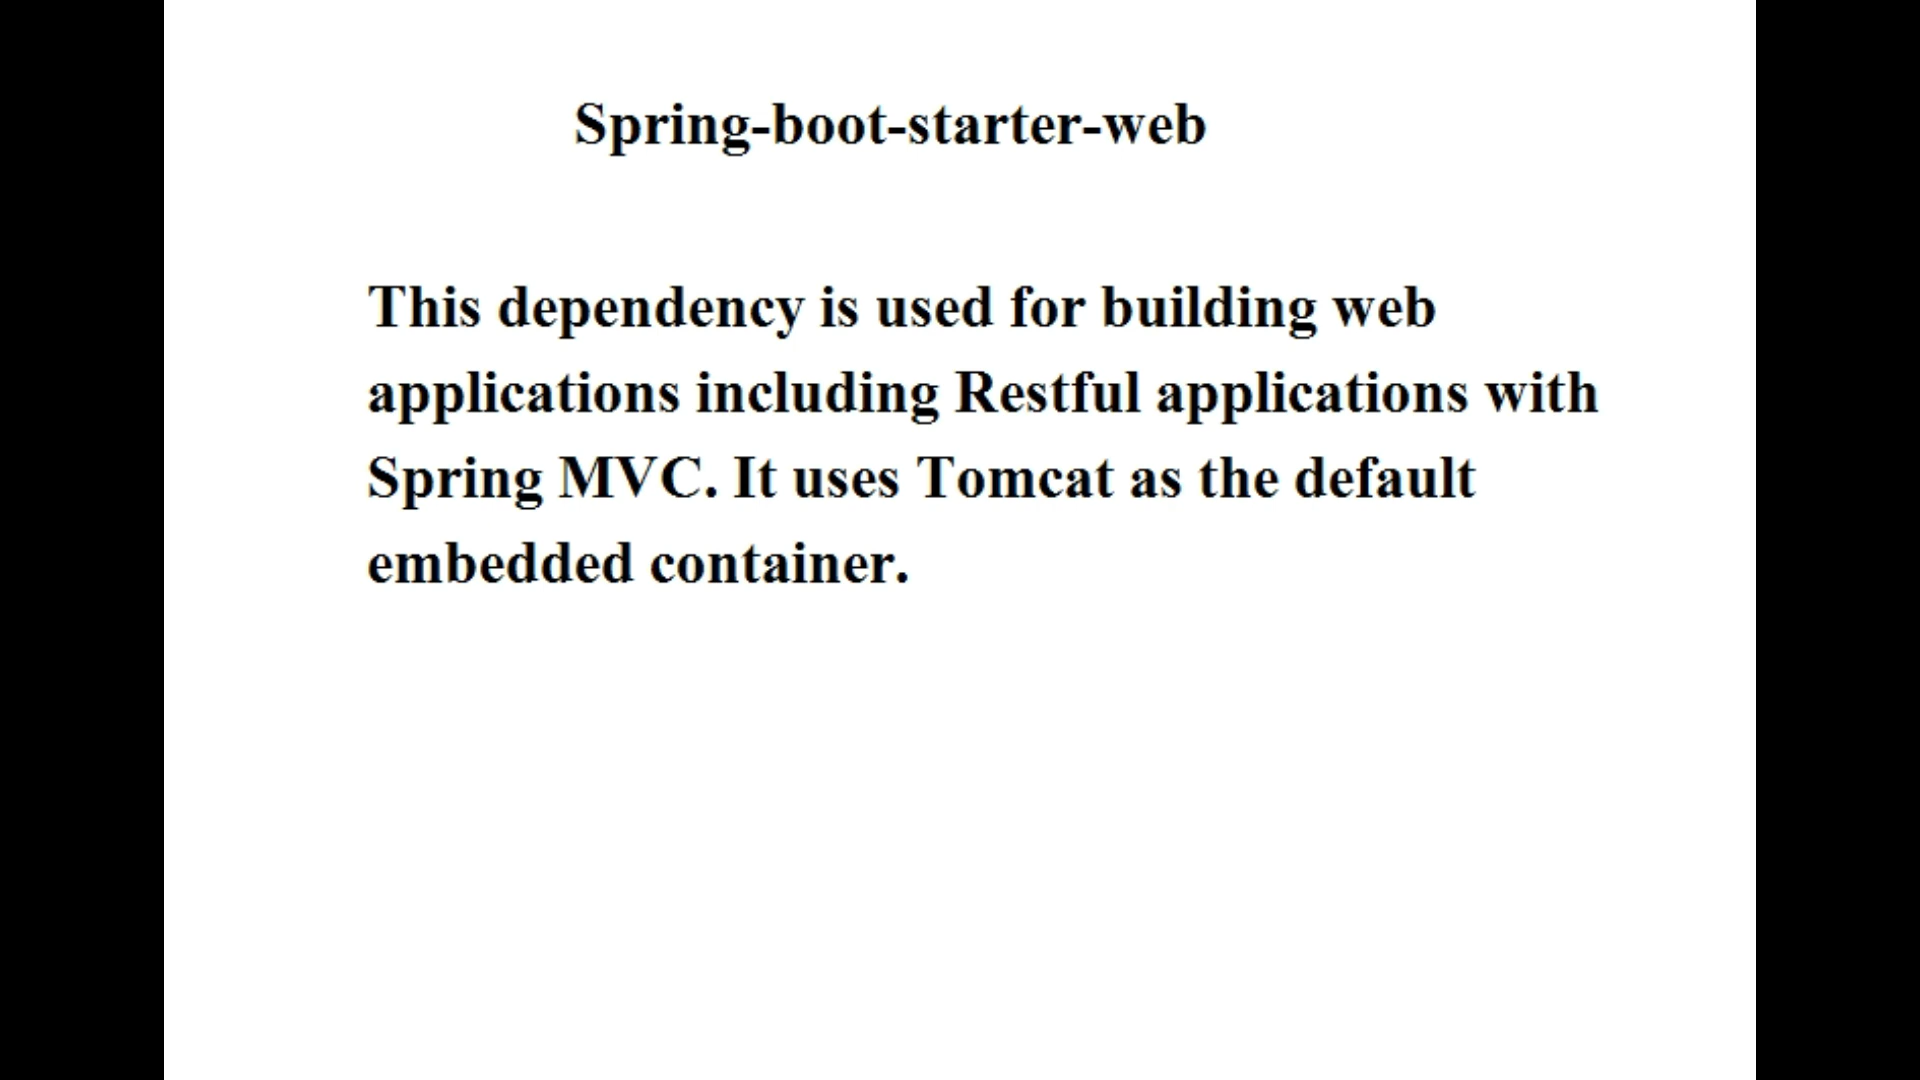 Spring-boot-starter-web
This dependency is used for building web
applications including Restful applications with
Spring MVC. It uses Tomcat as the default
embedded container.